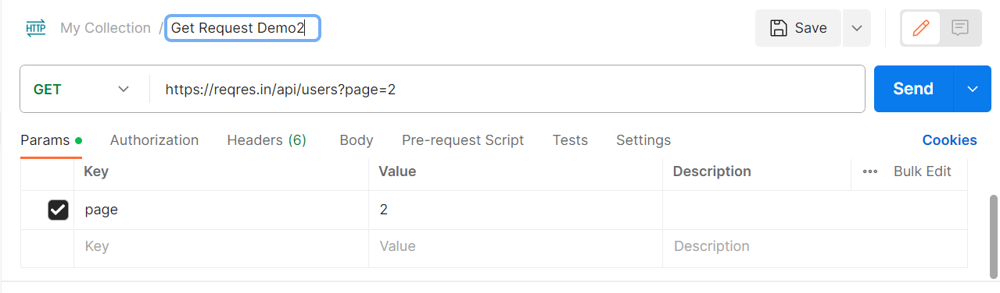 HTTP My Collection / Get Request Demo2 Save
GET https://reqres.in/api/users?page=2 Send
Params Authorization Headers (6) Body Pre-request Script Tests Settings Cookies
Key Value Description ••• Bulk Edit
page 2
Key Value Description